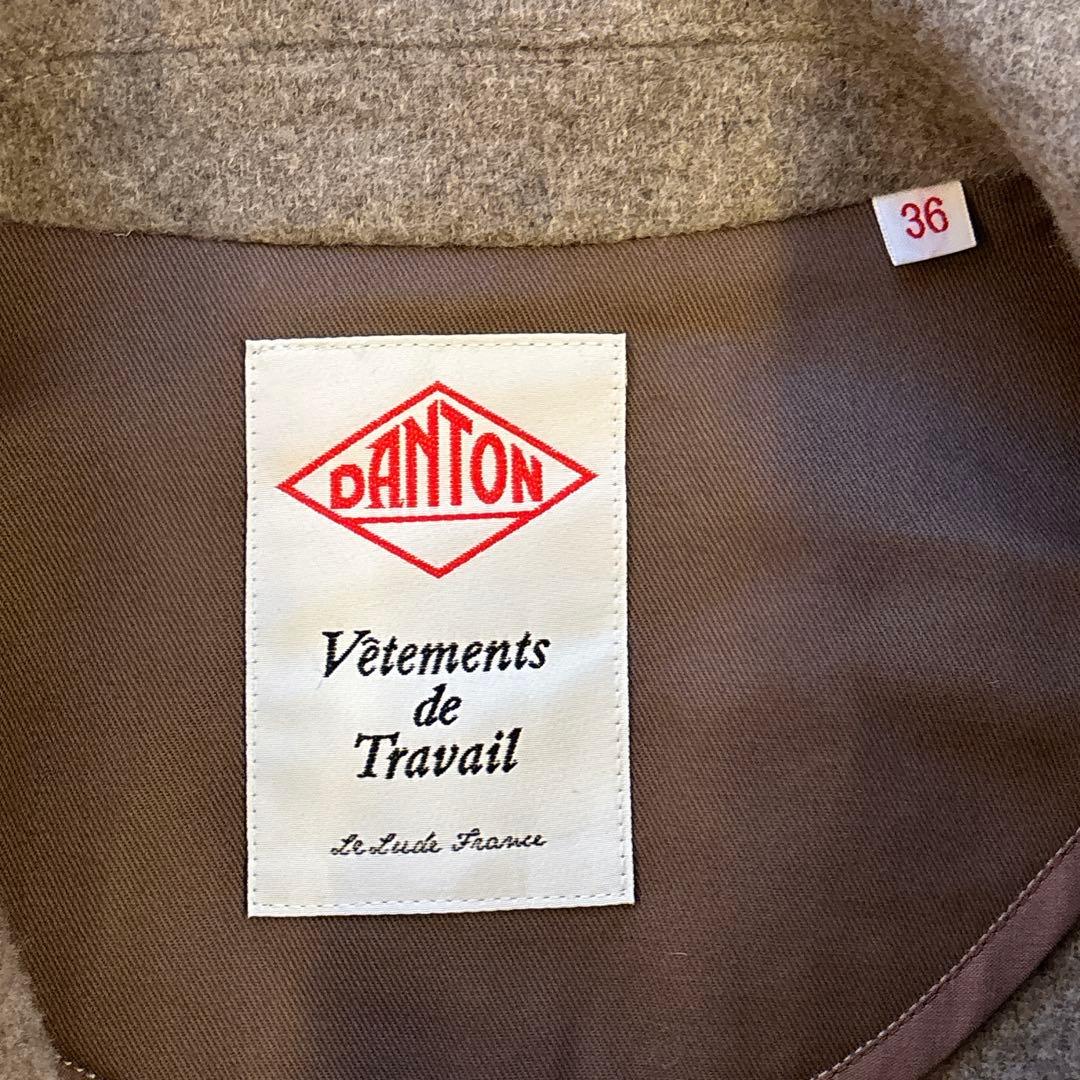 36
DANTON
Vêtements
de
Travail
Le Lude France